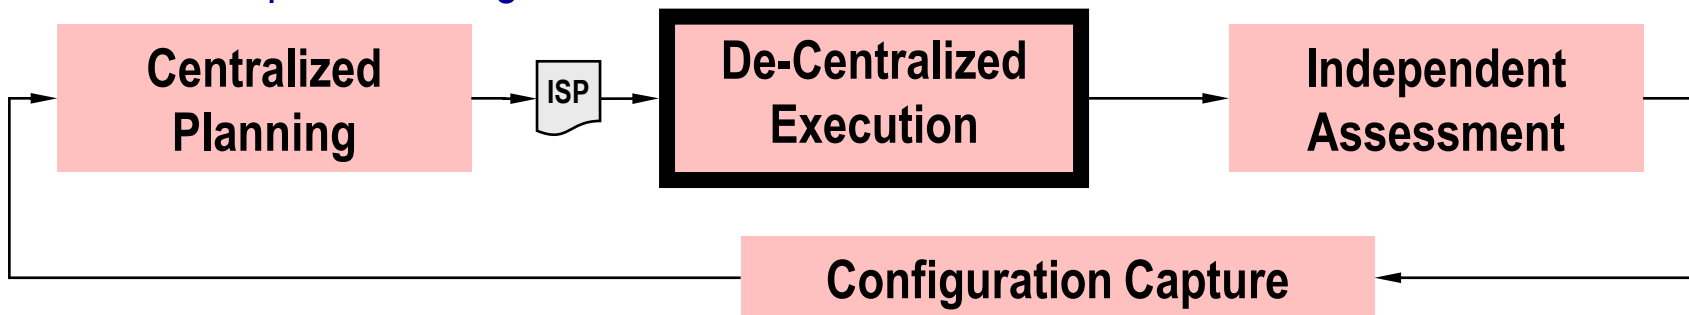 Centralized
Planning
ISP
De-Centralized
Execution
Independent
Assessment
Configuration Capture